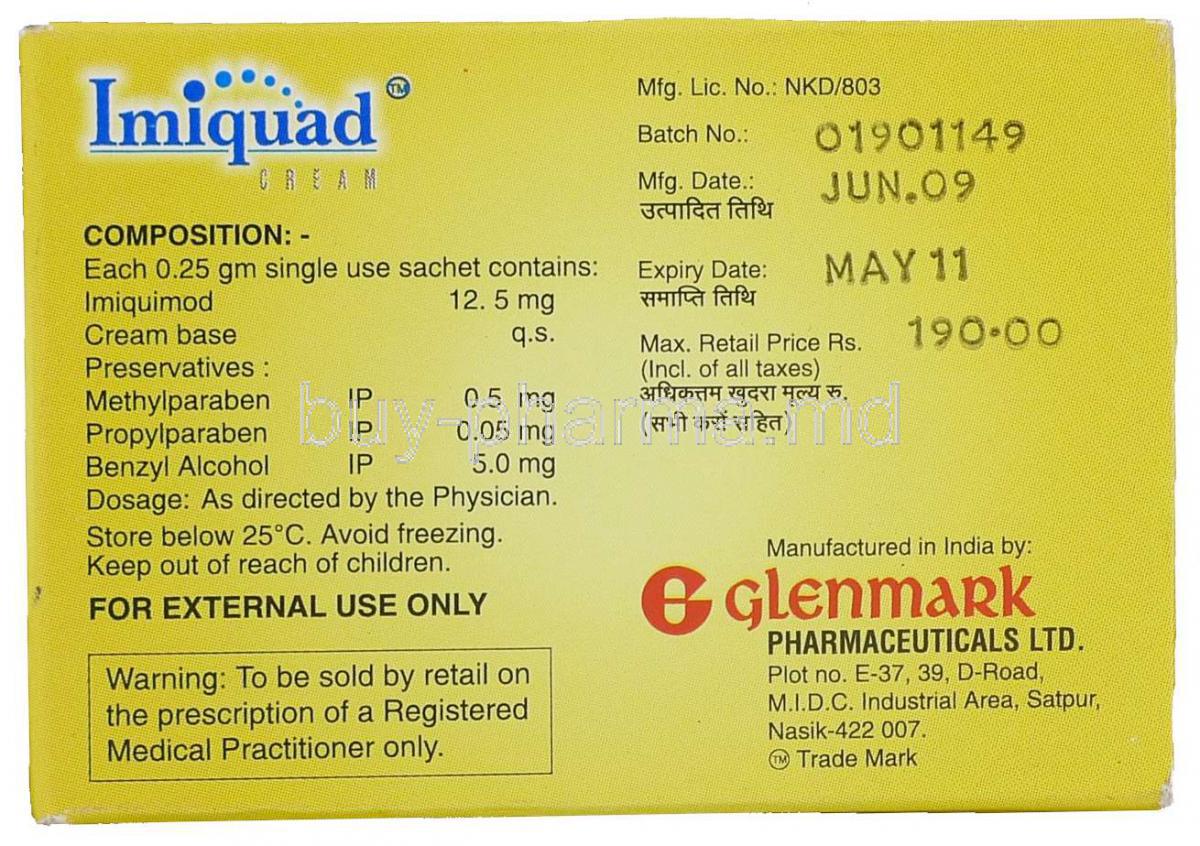 Imiquad TM
CREAM
COMPOSITION: -
Each 0.25 gm single use sachet contains:
Imiquimod 12. 5 mg
Cream base q.s.
Preservatives :
Methylparaben IP 0.5 mg
Propylparaben IP 0.05 mg
Benzyl Alcohol IP 5.0 mg
Dosage: As directed by the Physician.
Store below 25°C. Avoid freezing.
Keep out of reach of children.
FOR EXTERNAL USE ONLY
Warning: To be sold by retail on
the prescription of a Registered
Medical Practitioner only.
Mfg. Lic. No.: NKD/803
Batch No.: 01901149
Mfg. Date.: JUN.09
उत्पादित तिथि
Expiry Date: MAY 11
समाप्ति तिथि
Max. Retail Price Rs. 190.00
(Incl. of all taxes)
अधिकतम खुदरा मूल्य रु.
(सभी करों सहित)
buy-pharma.md
Manufactured in India by:
Glenmark
PHARMACEUTICALS LTD.
Plot no. E-37, 39, D-Road,
M.I.D.C. Industrial Area, Satpur,
Nasik-422 007.
TM Trade Mark